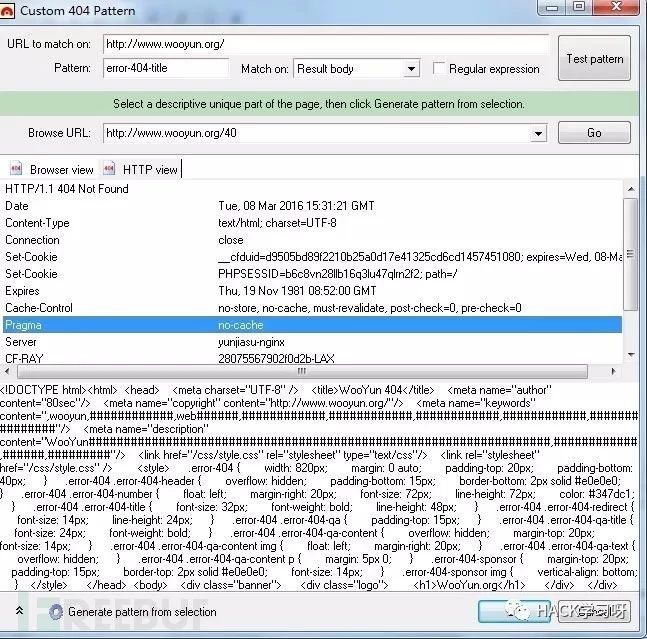 Custom 404 Pattern
URL to match on: http://www.wooyun.org/
Pattern: error-404-title Match on: Result body Regular expression Test pattern
Select a descriptive unique part of the page, then click Generate pattern from selection.
Browse URL: http://www.wooyun.org/40 Go
Browser view HTTP view
HTTP/1.1 404 Not Found
Date Tue, 08 Mar 2016 15:31:21 GMT
Content-Type text/html; charset=UTF-8
Connection close
Set-Cookie __cfduid=d9505bd89f2210b25a0d17e41325cd6cd1457451080; expires=Wed, 08-Ma
Set-Cookie PHPSESSID=b6c8vn28llb16q3lu47qlrn2f2; path=/
Expires Thu, 19 Nov 1981 08:52:00 GMT
Cache-Control no-store, no-cache, must-revalidate, post-check=0, pre-check=0
Pragma no-cache
Server yunjiasu-nginx
CF-RAY 28075567902f0d2b-LAX
<!DOCTYPE html><html> <head> <meta charset="UTF-8" /> <title>WooYun 404</title> <meta name="author"
content="80sec"/> <meta name="copyright" content="http://www.wooyun.org/"/> <meta name="keywords"
content=",wooyun,############,web#######,############,############,############,############,############,#######
########"/> <meta name="description"
content="WooYun##############################################################################
#######,##########"/> <link href="/css/style.css" rel="stylesheet" type="text/css"/> <link rel="stylesheet"
href="/css/style.css" /> <style> .error-404 { width: 820px; margin: 0 auto; padding-top: 20px; padding-bottom:
40px; } .error-404 .error-404-header { overflow: hidden; padding-bottom: 15px; border-bottom: 2px solid #e0e0e0;
} .error-404 .error-404-number { float: left; margin-right: 20px; font-size: 72px; line-height: 72px; color: #347dc1;
} .error-404 .error-404-title { font-size: 32px; font-weight: bold; line-height: 48px; } .error-404 .error-404-redirect {
font-size: 14px; line-height: 24px; } .error-404 .error-404-qa { padding-top: 15px; } .error-404 .error-404-qa-title {
font-size: 24px; font-weight: bold; } .error-404 .error-404-qa-content { overflow: hidden; margin-top: 20px;
} .error-404 .error-404-qa-content img { float: left; margin-right: 20px; } .error-404 .error-404-qa-text {
overflow: hidden; } .error-404 .error-404-qa-content p { margin: 5px 0; } .error-404 .error-404-sponsor { margin-top: 20px;
padding-top: 15px; border-top: 2px solid #e0e0e0; font-size: 14px; } .error-404 .error-404-sponsor img { vertical-align: bottom;
} </style> </head> <body> <div class="banner"> <div class="logo"> <h1>WooYun.org</h1> </div> </div>
Generate pattern from selection
HACK学习呀
FREEBUF